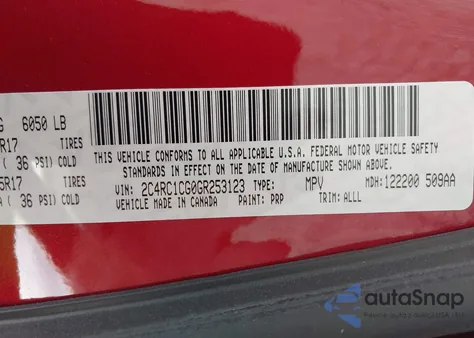 G 6050 LB
R17 TIRES
( 36 PSI) COLD
5R17 TIRES
( 36 PSI) COLD
THIS VEHICLE CONFORMS TO ALL APPLICABLE U.S.A. FEDERAL MOTOR VEHICLE SAFETY
STANDARDS IN EFFECT ON THE DATE OF MANUFACTURE SHOWN ABOVE.
VIN: 2C4RC1CG0GR253123 TYPE: MPV MDH: 122200 509AA
VEHICLE MADE IN CANADA PAINT: PRP TRIM: ALLL
autaSnap